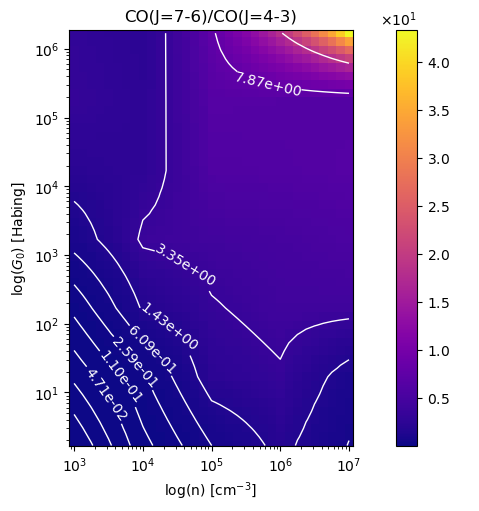 CO(J=7-6)/CO(J=4-3)
×10¹
10⁶
10⁵
10⁴
10³
10²
10¹
log(G₀) [Habing]
7.87e+00
3.35e+00
1.43e+00
6.09e-01
2.59e-01
1.10e-01
4.71e-02
10³ 10⁴ 10⁵ 10⁶ 10⁷
log(n) [cm⁻³]
4.0
3.5
3.0
2.5
2.0
1.5
1.0
0.5